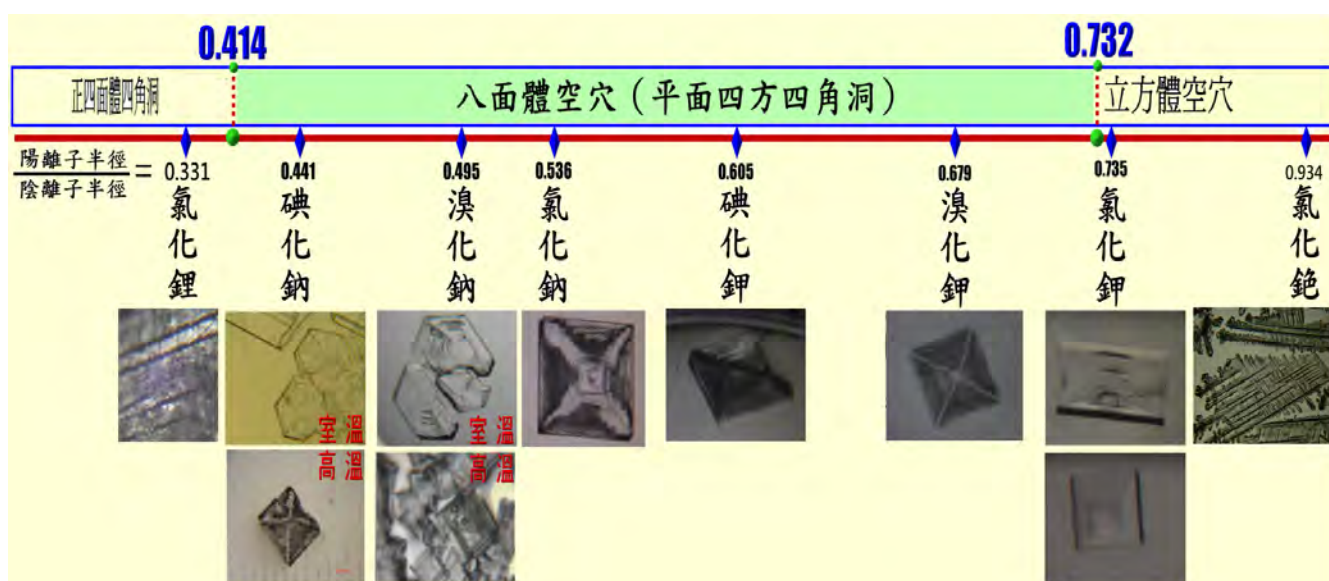 0.414 0.732
正四面體四角洞 八面體空穴（平面四方四角洞） 立方體空穴
陽離子半徑
陰離子半徑
= 0.331 0.441 0.495 0.536 0.605 0.679 0.735 0.934
氯化鋰
碘化鈉
溴化鈉
氯化鈉
碘化鉀
溴化鉀
氯化鉀
氯化銫
室溫
高溫
室溫
高溫